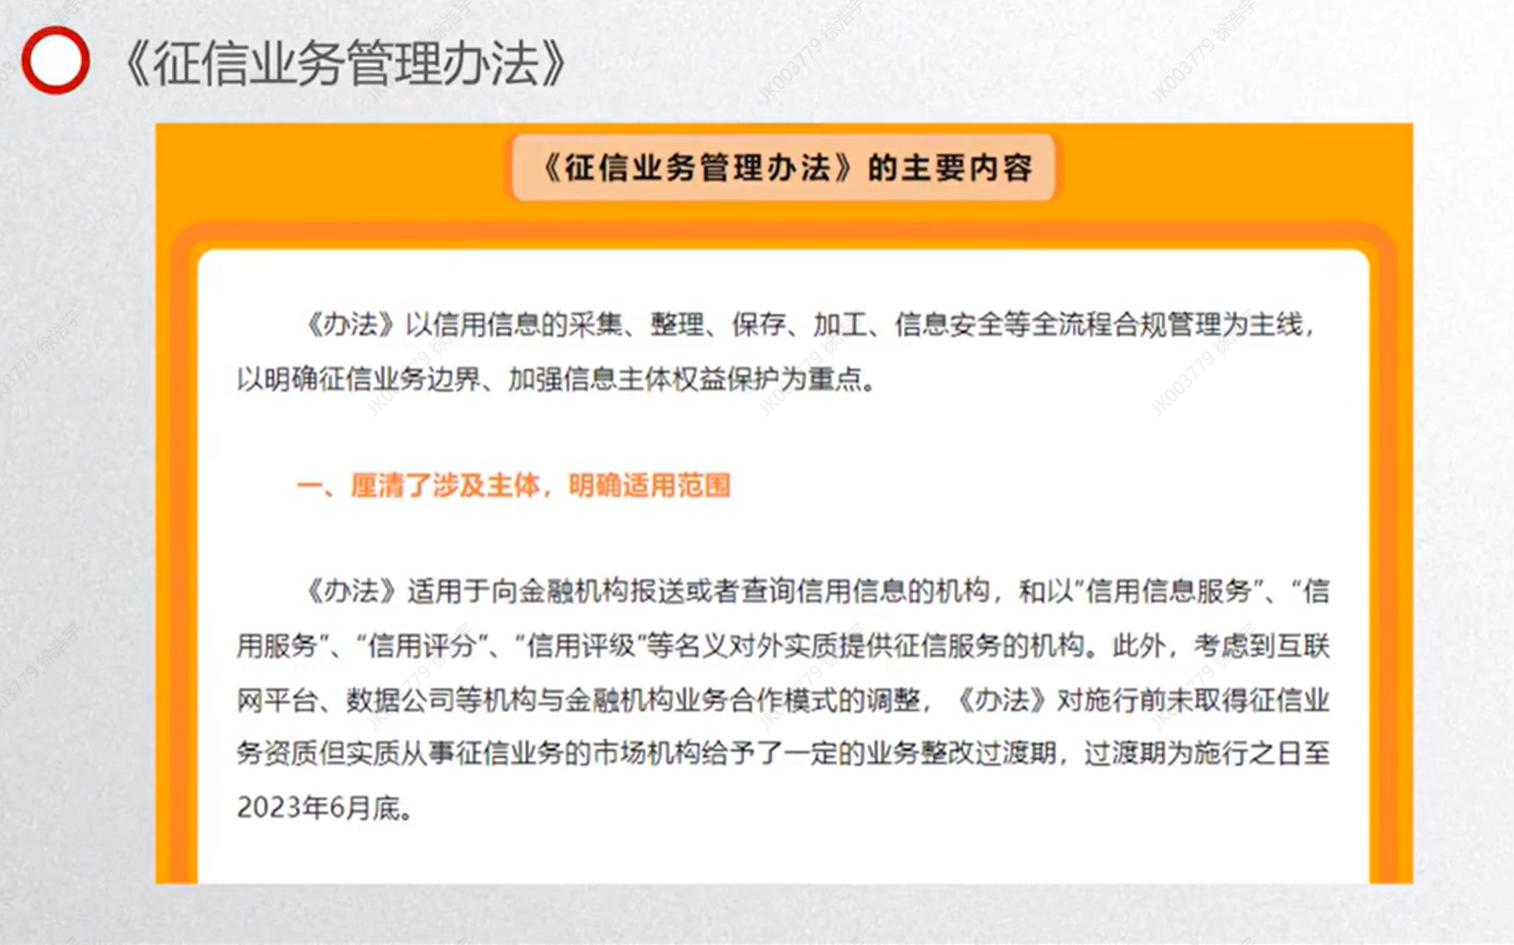 《征信业务管理办法》
《征信业务管理办法》的主要内容
《办法》以信用信息的采集、整理、保存、加工、信息安全等全流程合规管理为主线，
以明确征信业务边界、加强信息主体权益保护为重点。
一、厘清了涉及主体，明确适用范围
《办法》适用于向金融机构报送或者查询信用信息的机构，和以“信用信息服务”、“信
用服务”、“信用评分”、“信用评级”等名义对外实质提供征信服务的机构。此外，考虑到互联
网平台、数据公司等机构与金融机构业务合作模式的调整，《办法》对施行前未取得征信业
务资质但实质从事征信业务的市场机构给予了一定的业务整改过渡期，过渡期为施行之日至
2023年6月底。
JK003779 徐浩宇